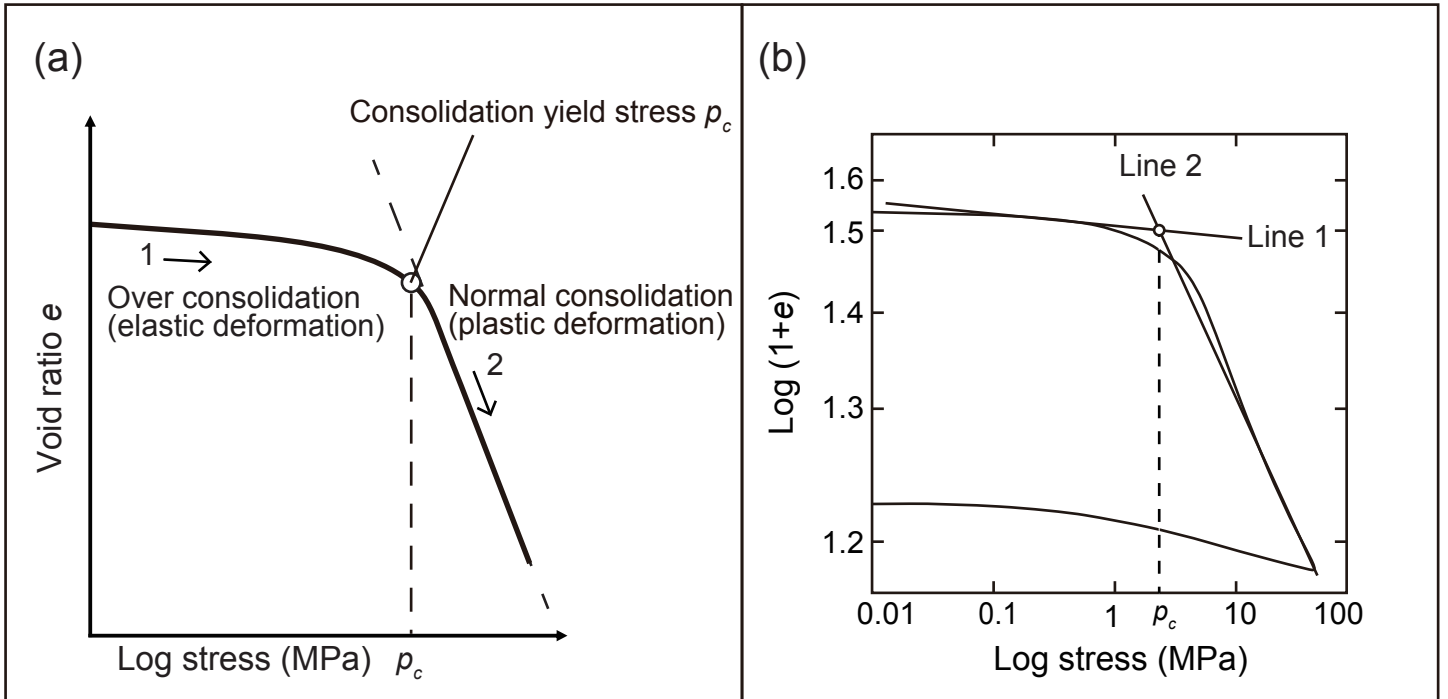 (a)
Consolidation yield stress p_c
1
Over consolidation
(elastic deformation)
Normal consolidation
(plastic deformation)
2
Void ratio e
Log stress (MPa) p_c
(b)
Line 2
Line 1
1.6
1.5
1.4
1.3
1.2
Log (1+e)
0.01 0.1 1 p_c 10 100
Log stress (MPa)